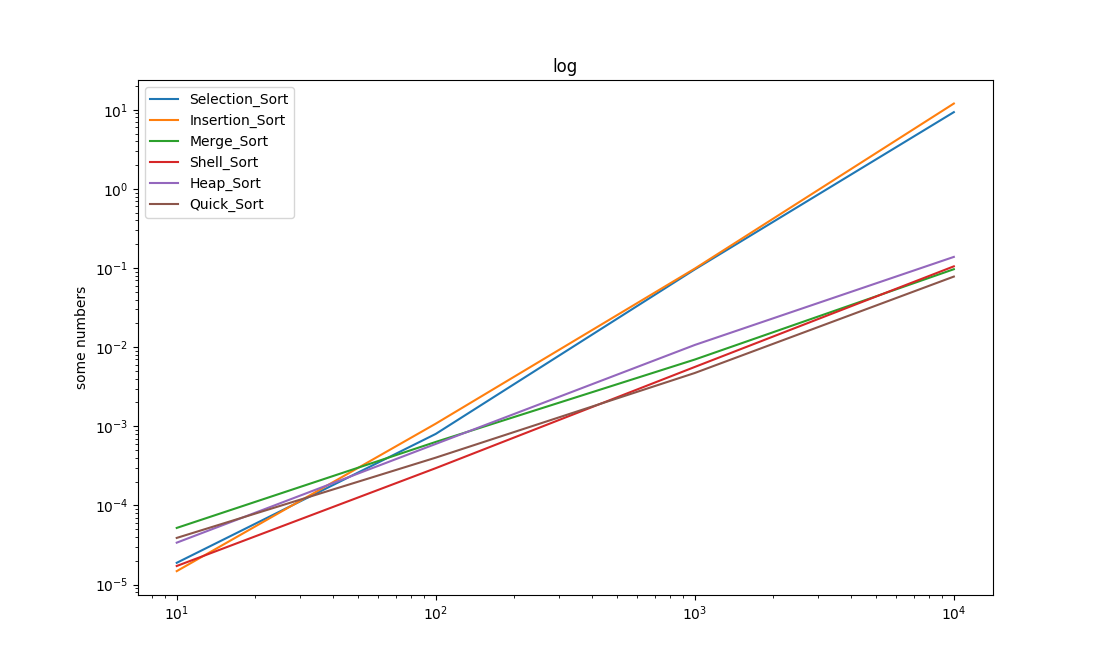 log
Selection_Sort
Insertion_Sort
Merge_Sort
Shell_Sort
Heap_Sort
Quick_Sort
some numbers
10¹
10⁰
10⁻¹
10⁻²
10⁻³
10⁻⁴
10⁻⁵
10¹ 10² 10³ 10⁴